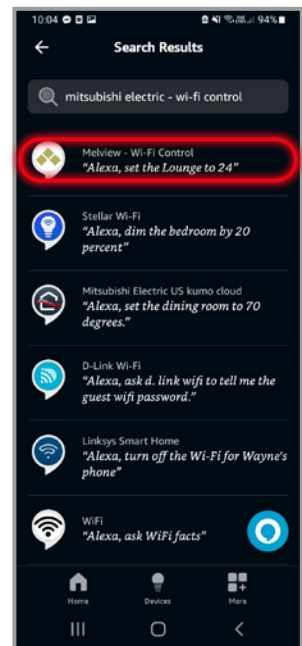 10:04 94%
Search Results
mitsubishi electric - wi-fi control
Melview - Wi-Fi Control
"Alexa, set the Lounge to 24"
Stellar Wi-Fi
"Alexa, dim the bedroom by 20
percent"
Mitsubishi Electric US kumo cloud
"Alexa, set the dining room to 70
degrees."
D-Link Wi-Fi
"Alexa, ask d. link wifi to tell me the
guest wifi password."
Linksys Smart Home
"Alexa, turn off the Wi-Fi for Wayne's
phone"
WiFi
"Alexa, ask WiFi facts"
Home Devices More